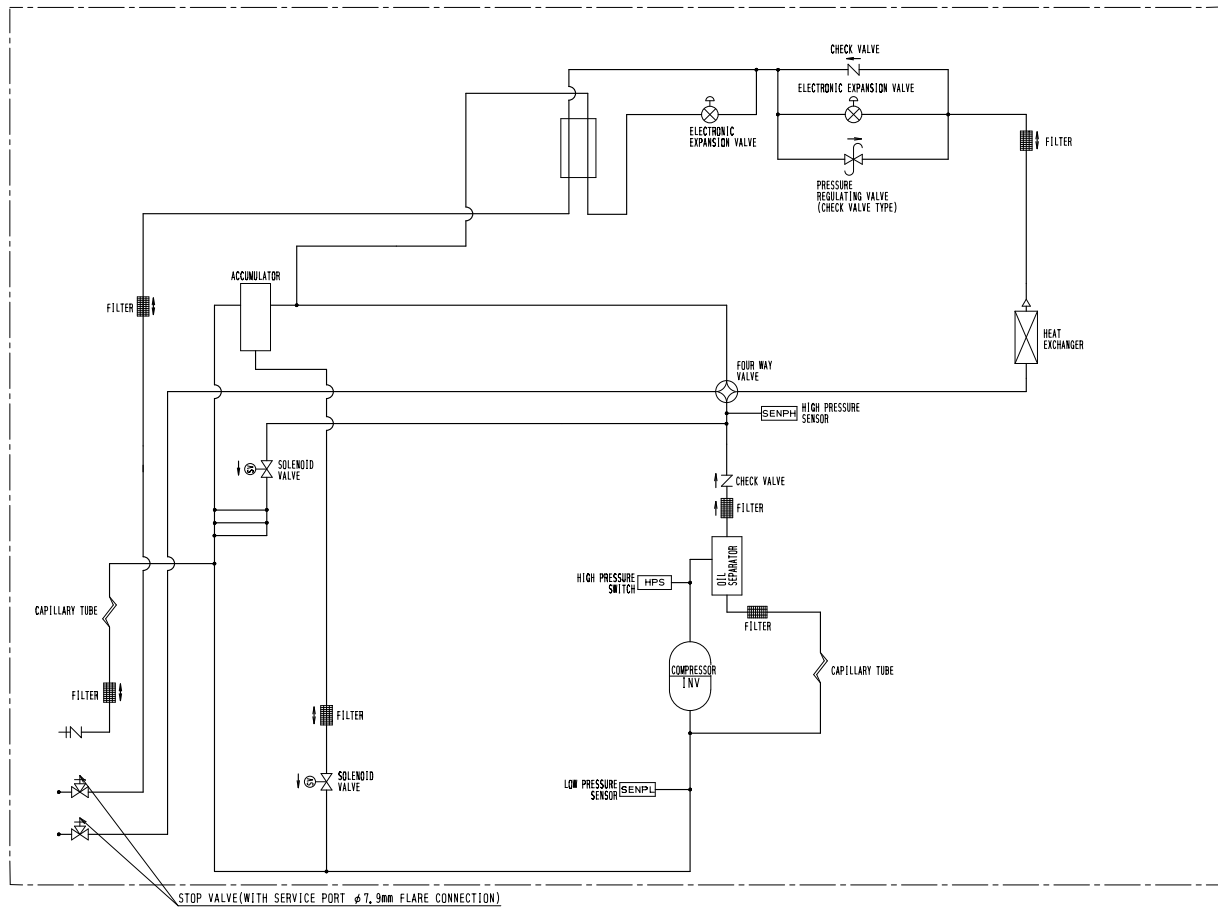 CHECK VALVE
ELECTRONIC EXPANSION VALVE
ELECTRONIC
EXPANSION VALVE
FILTER
PRESSURE
REGULATING VALVE
(CHECK VALVE TYPE)
ACCUMULATOR
FILTER
HEAT
EXCHANGER
FOUR WAY
VALVE
SENPH
HIGH PRESSURE
SENSOR
SV
SOLENOID
VALVE
CHECK VALVE
FILTER
OIL
SEPARATOR
HIGH PRESSURE
SWITCH
HPS
CAPILLARY TUBE
FILTER
COMPRESSOR
INV
CAPILLARY TUBE
FILTER
FILTER
SV
SOLENOID
VALVE
LOW PRESSURE
SENSOR
SENPL
STOP VALVE(WITH SERVICE PORT φ7.9mm FLARE CONNECTION)